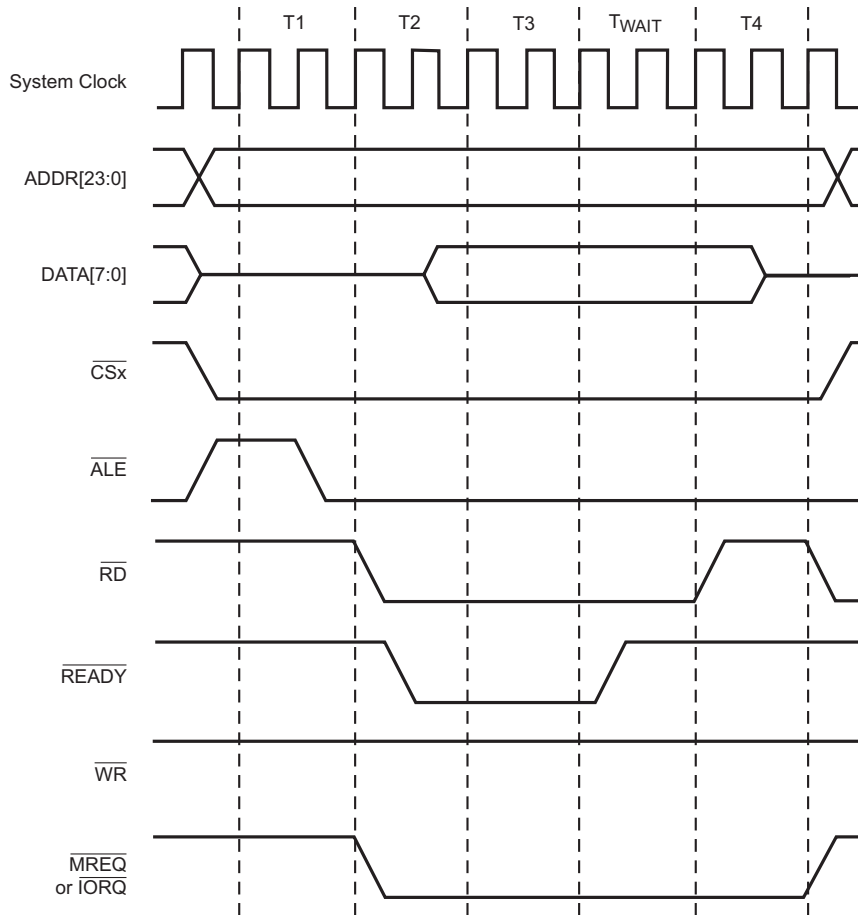 T1 T2 T3 TWAIT T4
System Clock
ADDR[23:0]
DATA[7:0]
CSx
ALE
RD
READY
WR
MREQ
or IORQ